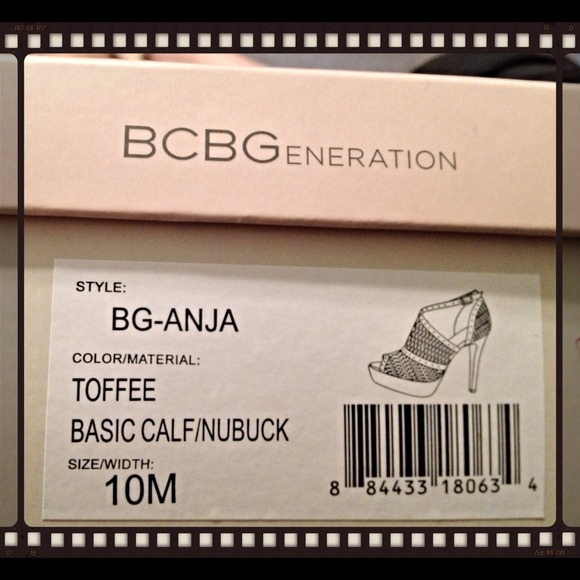 BCBGENERATION
STYLE:
BG-ANJA
COLOR/MATERIAL:
TOFFEE
BASIC CALF/NUBUCK
SIZE/WIDTH:
10M
8 84433 18063 4